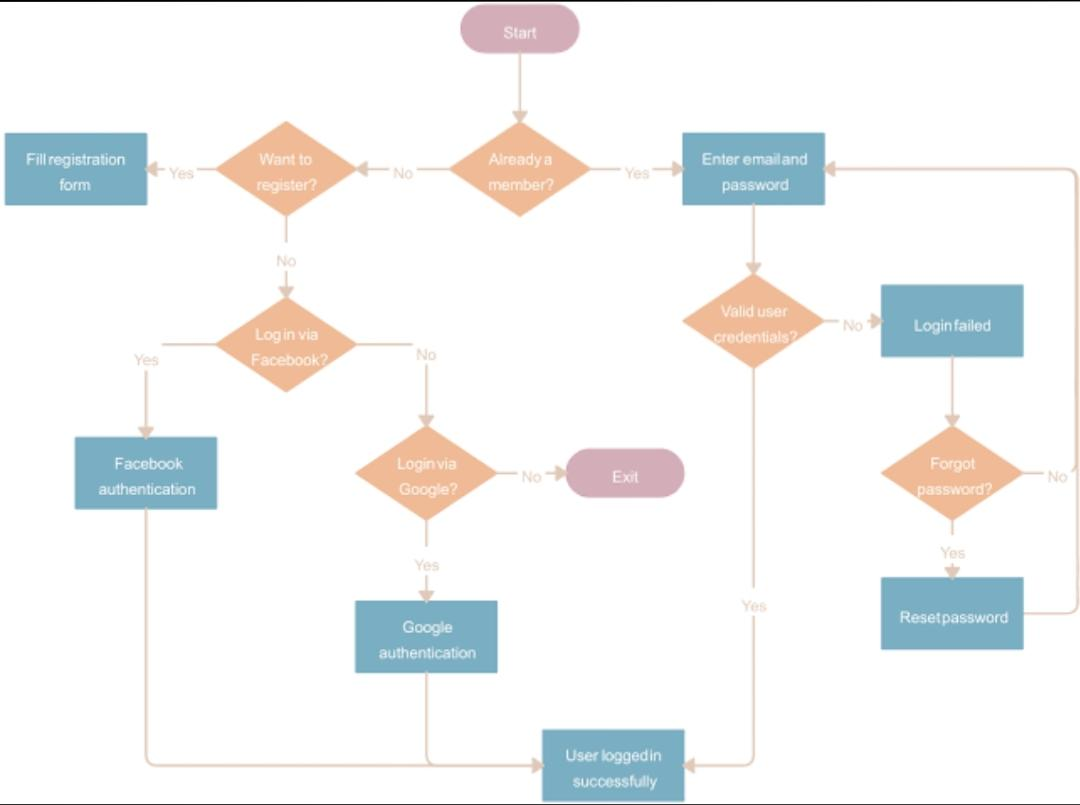 Start
Fill registration
form
Yes
Want to
register?
No
Already a
member?
Yes
Enter email and
password
No
Log in via
Facebook?
Valid user
credentials?
No
Login failed
Yes
No
Facebook
authentication
Login via
Google?
No
Exit
Forgot
password?
No
Yes
Yes
Google
authentication
Yes
Reset password
User logged in
successfully